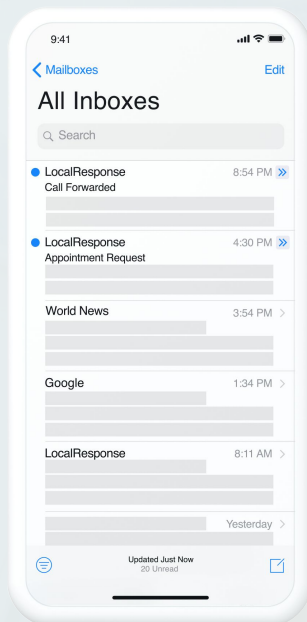 9:41
Mailboxes Edit
All Inboxes
Search
LocalResponse 8:54 PM
Call Forwarded
LocalResponse 4:30 PM
Appointment Request
World News 3:54 PM
Google 1:34 PM
LocalResponse 8:11 AM
Yesterday
Updated Just Now
20 Unread